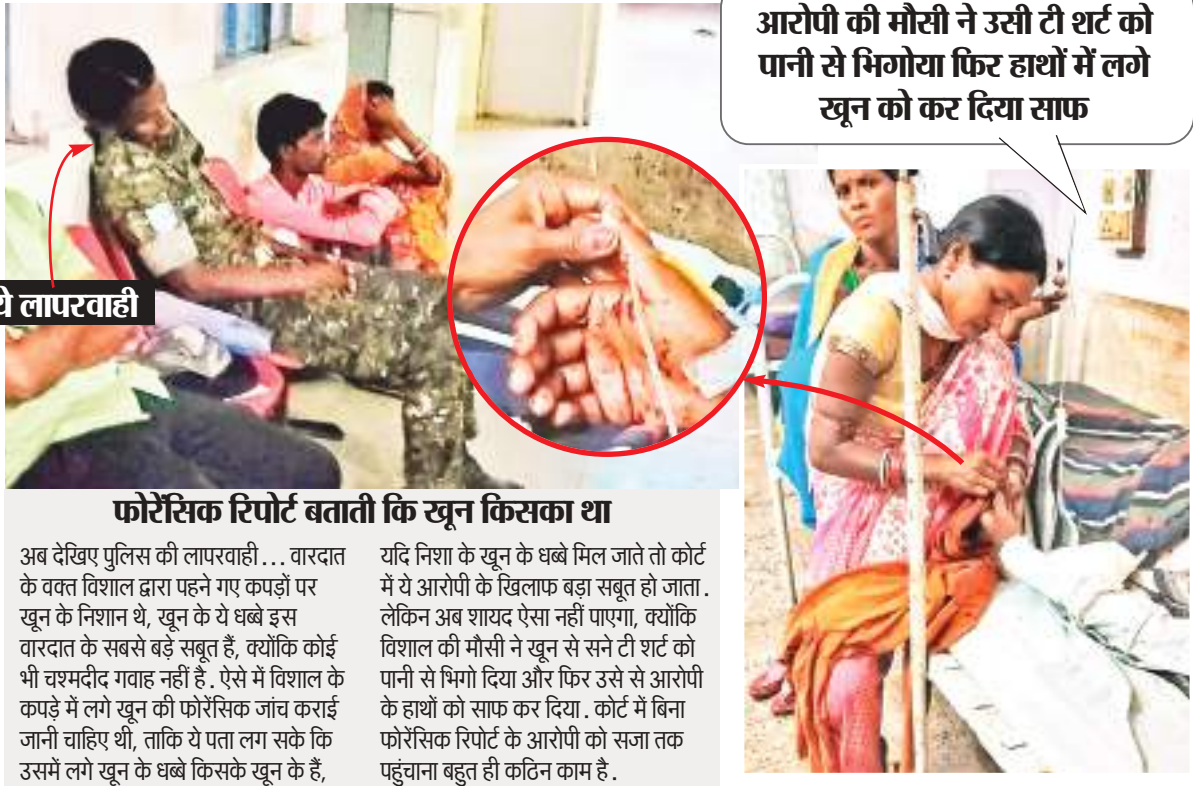 आरोपी की मौसी ने उसी टी शर्ट को
पानी से भिगोया फिर हाथों में लगे
खून को कर दिया साफ
ये लापरवाही
फोरेंसिक रिपोर्ट बताती कि खून किसका था
अब देखिए पुलिस की लापरवाही... वारदात
के वक्त विशाल द्वारा पहने गए कपड़ों पर
खून के निशान थे, खून के ये धब्बे इस
वारदात के सबसे बड़े सबूत हैं, क्योंकि कोई
भी चश्मदीद गवाह नहीं है. ऐसे में विशाल के
कपड़े में लगे खून की फोरेंसिक जांच कराई
जानी चाहिए थी, ताकि ये पता लग सके कि
उसमें लगे खून के धब्बे किसके खून के हैं,
यदि निशा के खून के धब्बे मिल जाते तो कोर्ट
में ये आरोपी के खिलाफ बड़ा सबूत हो जाता.
लेकिन अब शायद ऐसा नहीं पाएगा, क्योंकि
विशाल की मौसी ने खून से सने टी शर्ट को
पानी से भिगो दिया और फिर उसे से आरोपी
के हाथों को साफ कर दिया. कोर्ट में बिना
फोरेंसिक रिपोर्ट के आरोपी को सजा तक
पहुंचाना बहुत ही कठिन काम है.